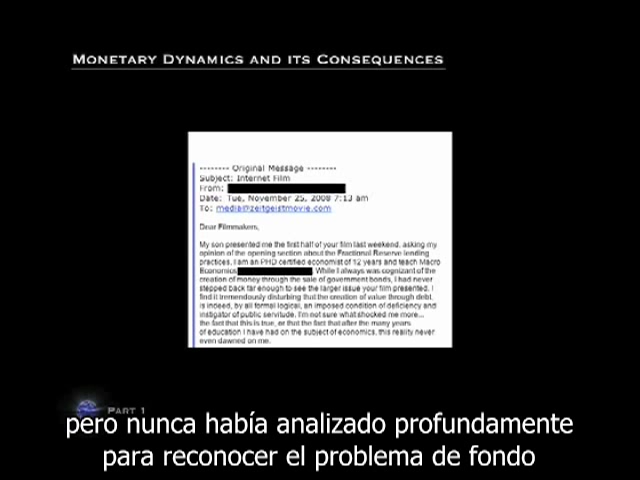 MONETARY DYNAMICS AND ITS CONSEQUENCES
-------- Original Message --------
Subject: Internet Film
From:
Date: Tue, November 25, 2008 7:13 am
To: media@zeitgeistmovie.com
Dear Filmmakers,
My son presented me the first half of your film last weekend, asking my
opinion of the opening section about the Fractional Reserve lending
practices. I am an PHD certified economist of 12 years and teach Macro
Economics . While I always was cognizant of the
creation of money through the sale of government bonds, I had never
stepped back far enough to see the larger issue your film presented. I
find it tremendously disturbing that the creation of value through debt,
is indeed, by all formal logical, an imposed condition of deficiency and
instigator of public servitude. I'm not sure what shocked me more...
the fact that this is true, or that the fact that after the many years
of education I have had on the subject of economics, this reality never
even dawned on me.
PART 1
pero nunca había analizado profundamente
para reconocer el problema de fondo